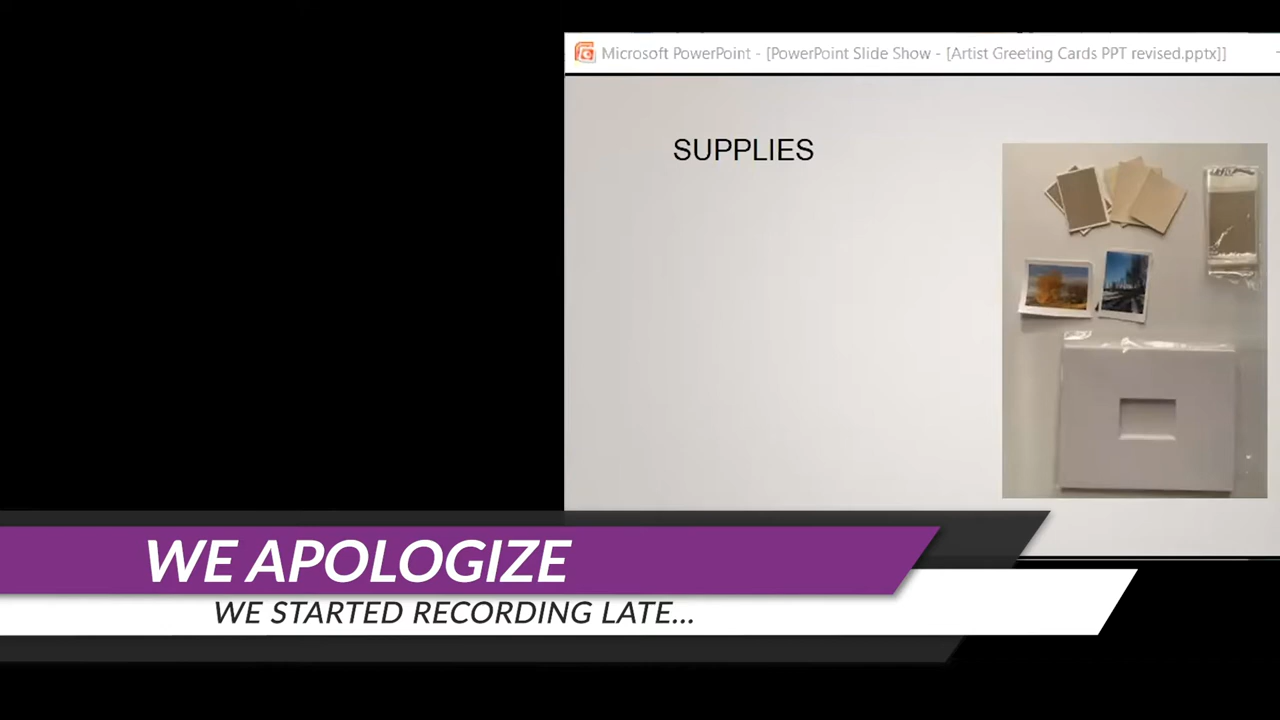 Microsoft PowerPoint - [PowerPoint Slide Show - [Artist Greeting Cards PPT revised.pptx]]
SUPPLIES
WE APOLOGIZE
WE STARTED RECORDING LATE...